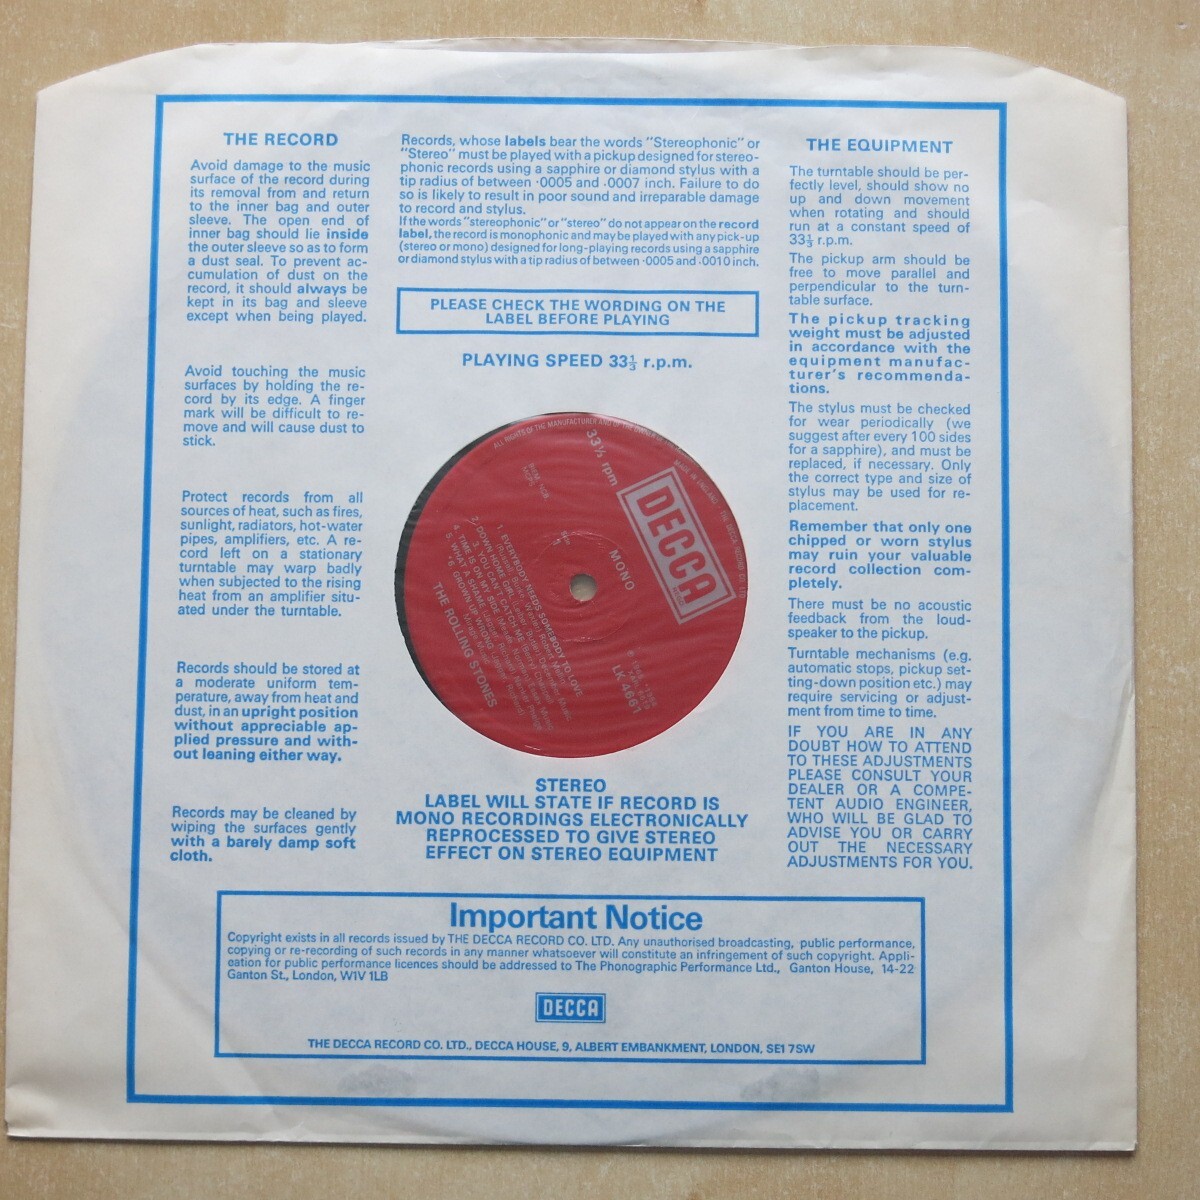 THE RECORD
Avoid damage to the music
surface of the record during
its removal from and return
to the inner bag and outer
sleeve. The open end of
inner bag should lie inside
the outer sleeve so as to form
a dust seal. To prevent ac-
cumulation of dust on the
record, it should always be
kept in its bag and sleeve
except when being played.
Avoid touching the music
surfaces by holding the re-
cord by its edge. A finger
mark will be difficult to re-
move and will cause dust to
stick.
Protect records from all
sources of heat, such as fires,
sunlight, radiators, hot-water
pipes, amplifiers, etc. A re-
cord left on a stationary
turntable may warp badly
when subjected to the rising
heat from an amplifier situ-
ated under the turntable.
Records should be stored at
a moderate uniform tem-
perature, away from heat and
dust, in an upright position
without appreciable ap-
plied pressure and with-
out leaning either way.
Records may be cleaned by
wiping the surfaces gently
with a barely damp soft
cloth.
Records, whose labels bear the words "Stereophonic" or
"Stereo" must be played with a pickup designed for stereo-
phonic records using a sapphire or diamond stylus with a
tip radius of between ·0005 and ·0007 inch. Failure to do
so is likely to result in poor sound and irreparable damage
to record and stylus.
If the words "stereophonic" or "stereo" do not appear on the record
label, the record is monophonic and may be played with any pick-up
(stereo or mono) designed for long-playing records using a sapphire
or diamond stylus with a tip radius of between ·0005 and ·0010 inch.
PLEASE CHECK THE WORDING ON THE
LABEL BEFORE PLAYING
PLAYING SPEED 33⅓ r.p.m.
33⅓ rpm
DECCA
MONO
LK 4661
1. EVERYBODY NEEDS SOMEBODY TO LOVE
2. DOWN HOME GIRL
3. YOU CAN'T CATCH ME
4. TIME IS ON MY SIDE
5. WHAT A SHAME
6. GROWN UP WRONG
THE ROLLING STONES
STEREO
LABEL WILL STATE IF RECORD IS
MONO RECORDINGS ELECTRONICALLY
REPROCESSED TO GIVE STEREO
EFFECT ON STEREO EQUIPMENT
THE EQUIPMENT
The turntable should be per-
fectly level, should show no
up and down movement
when rotating and should
run at a constant speed of
33⅓ r.p.m.
The pickup arm should be
free to move parallel and
perpendicular to the turn-
table surface.
The pickup tracking
weight must be adjusted
in accordance with the
equipment manufac-
turer's recommenda-
tions.
The stylus must be checked
for wear periodically (we
suggest after every 100 sides
for a sapphire), and must be
replaced, if necessary. Only
the correct type and size of
stylus may be used for re-
placement.
Remember that only one
chipped or worn stylus
may ruin your valuable
record collection com-
pletely.
There must be no acoustic
feedback from the loud-
speaker to the pickup.
Turntable mechanisms (e.g.
automatic stops, pickup set-
ting-down position etc.) may
require servicing or adjust-
ment from time to time.
IF YOU ARE IN ANY
DOUBT HOW TO ATTEND
TO THESE ADJUSTMENTS
PLEASE CONSULT YOUR
DEALER OR A COMPE-
TENT AUDIO ENGINEER,
WHO WILL BE GLAD TO
ADVISE YOU OR CARRY
OUT THE NECESSARY
ADJUSTMENTS FOR YOU.
Important Notice
Copyright exists in all records issued by THE DECCA RECORD CO. LTD. Any unauthorised broadcasting, public performance,
copying or re-recording of such records in any manner whatsoever will constitute an infringement of such copyright. Appli-
cation for public performance licences should be addressed to The Phonographic Performance Ltd., Ganton House, 14-22
Ganton St., London, W1V 1LB
DECCA
THE DECCA RECORD CO. LTD., DECCA HOUSE, 9, ALBERT EMBANKMENT, LONDON, SE1 7SW